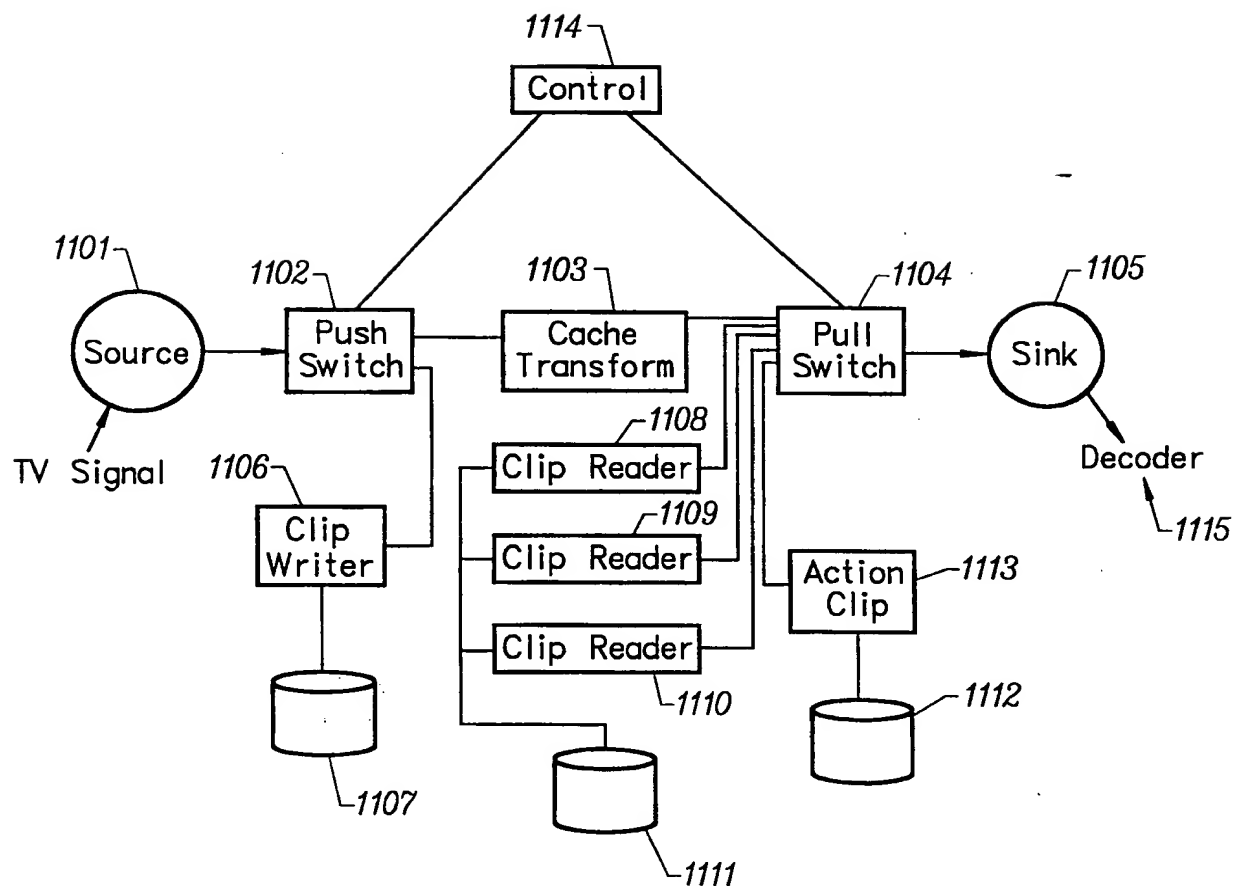 1114
Control
1101
1102
1103
1104
1105
Source
Push
Switch
Cache
Transform
Pull
Switch
Sink
TV Signal
1106
Clip
Writer
1107
1108
Clip Reader
1109
Clip Reader
Clip Reader
1110
1111
Action
Clip
1113
1112
Decoder
1115